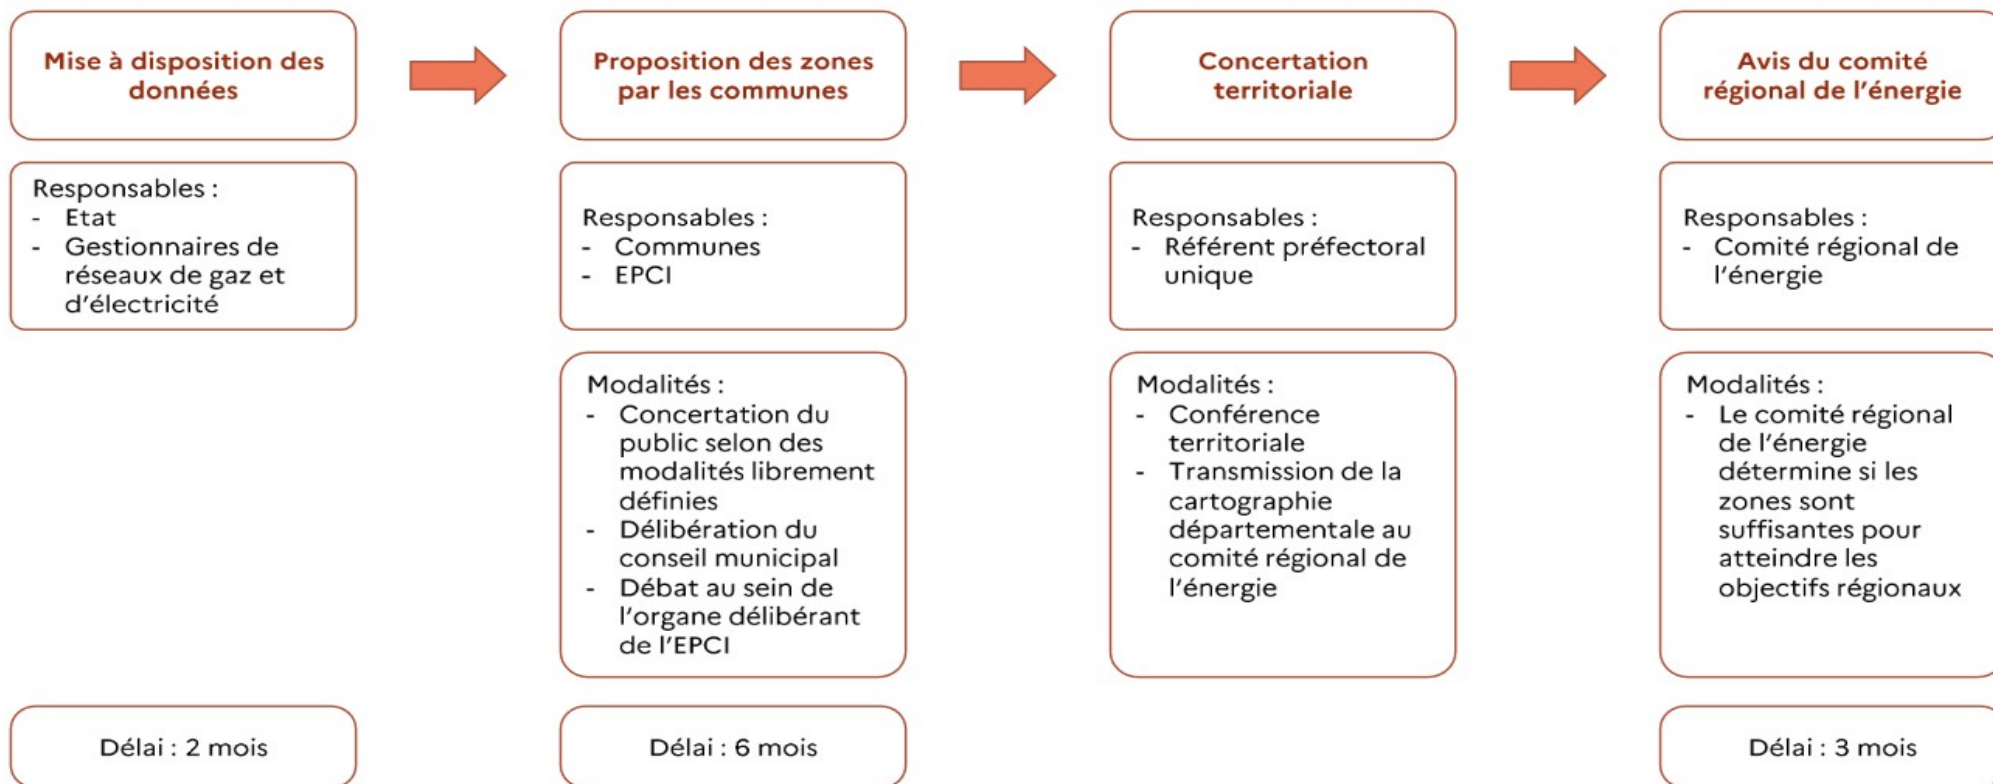 Mise à disposition des
données
Proposition des zones
par les communes
Concertation
territoriale
Avis du comité
régional de l'énergie
Responsables :
- Etat
- Gestionnaires de
réseaux de gaz et
d'électricité
Responsables :
- Communes
- EPCI
Responsables :
- Référent préfectoral
unique
Responsables :
- Comité régional de
l'énergie
Modalités :
- Concertation du
public selon des
modalités librement
définies
- Délibération du
conseil municipal
- Débat au sein de
l'organe délibérant
de l'EPCI
Modalités :
- Conférence
territoriale
- Transmission de la
cartographie
départementale au
comité régional de
l'énergie
Modalités :
- Le comité régional
de l'énergie
détermine si les
zones sont
suffisantes pour
atteindre les
objectifs régionaux
Délai : 2 mois
Délai : 6 mois
Délai : 3 mois